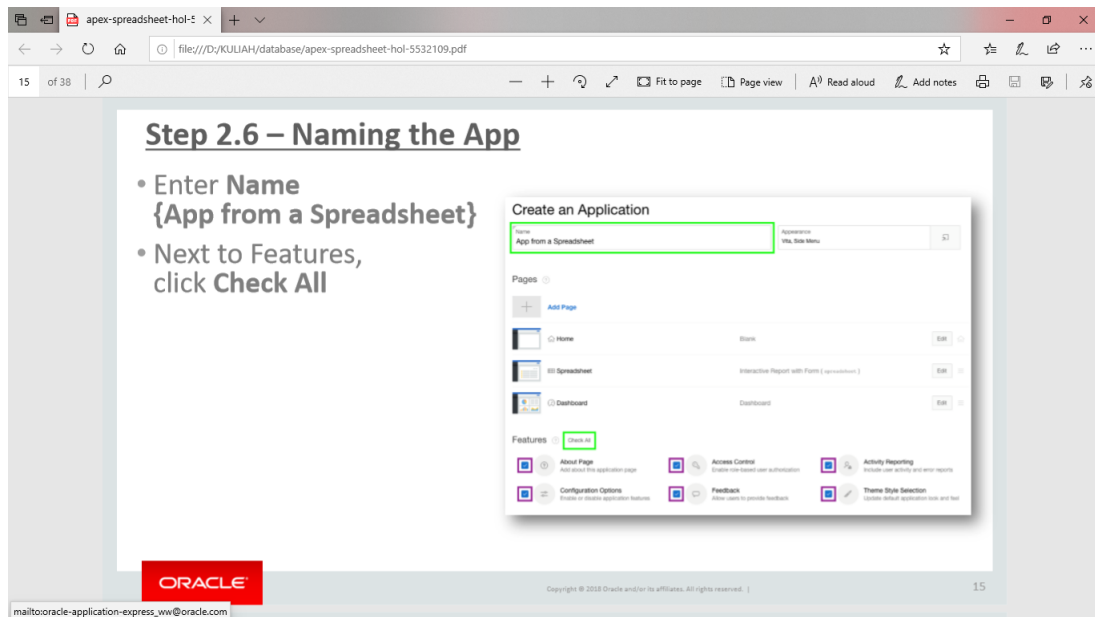 apex-spreadsheet-hol-5
file:///D:/KULIAH/database/apex-spreadsheet-hol-5532109.pdf
15 of 38 Fit to page Page view Read aloud Add notes
Step 2.6 – Naming the App
• Enter Name
{App from a Spreadsheet}
• Next to Features,
click Check All
Create an Application
Name
App from a Spreadsheet
Appearance
Vita, Side Menu
Pages
Add Page
Home Blank Edit
Spreadsheet Interactive Report with Form ( spreadsheet ) Edit
Dashboard Dashboard Edit
Features Check All
About Page
Add about this application page
Access Control
Enable role-based user authorization
Activity Reporting
Include user activity and error reports
Configuration Options
Enable or disable application features
Feedback
Allow users to provide feedback
Theme Style Selection
Update default application look and feel
ORACLE
Copyright © 2018 Oracle and/or its affiliates. All rights reserved. |
15
mailto:oracle-application-express_ww@oracle.com